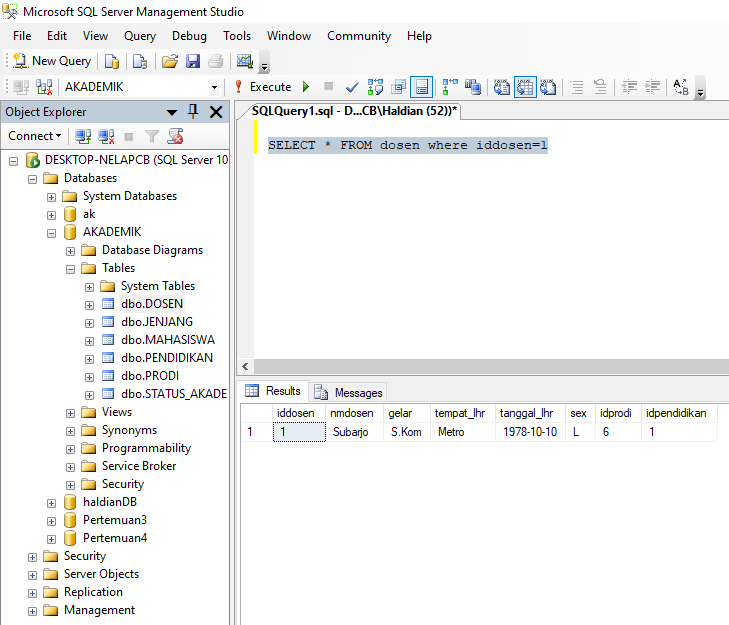 Microsoft SQL Server Management Studio
File Edit View Query Debug Tools Window Community Help
New Query
AKADEMIK Execute
Object Explorer
Connect
DESKTOP-NELAPCB (SQL Server 10
Databases
System Databases
ak
AKADEMIK
Database Diagrams
Tables
System Tables
dbo.DOSEN
dbo.JENJANG
dbo.MAHASISWA
dbo.PENDIDIKAN
dbo.PRODI
dbo.STATUS_AKADE
Views
Synonyms
Programmability
Service Broker
Security
haldianDB
Pertemuan3
Pertemuan4
Security
Server Objects
Replication
Management
SQLQuery1.sql - D...CB\Haldian (52))*
SELECT * FROM dosen where iddosen=1
Results Messages
iddosen nmdosen gelar tempat_lhr tanggal_lhr sex idprodi idpendidikan
1 1 Subarjo S.Kom Metro 1978-10-10 L 6 1